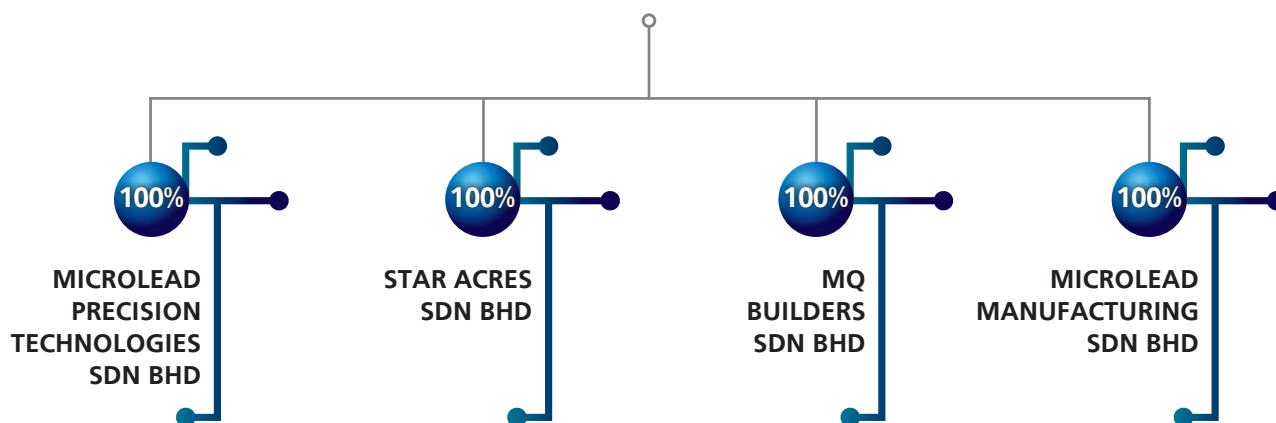 100%
MICROLEAD
PRECISION
TECHNOLOGIES
SDN BHD
100%
STAR ACRES
SDN BHD
100%
MQ
BUILDERS
SDN BHD
100%
MICROLEAD
MANUFACTURING
SDN BHD